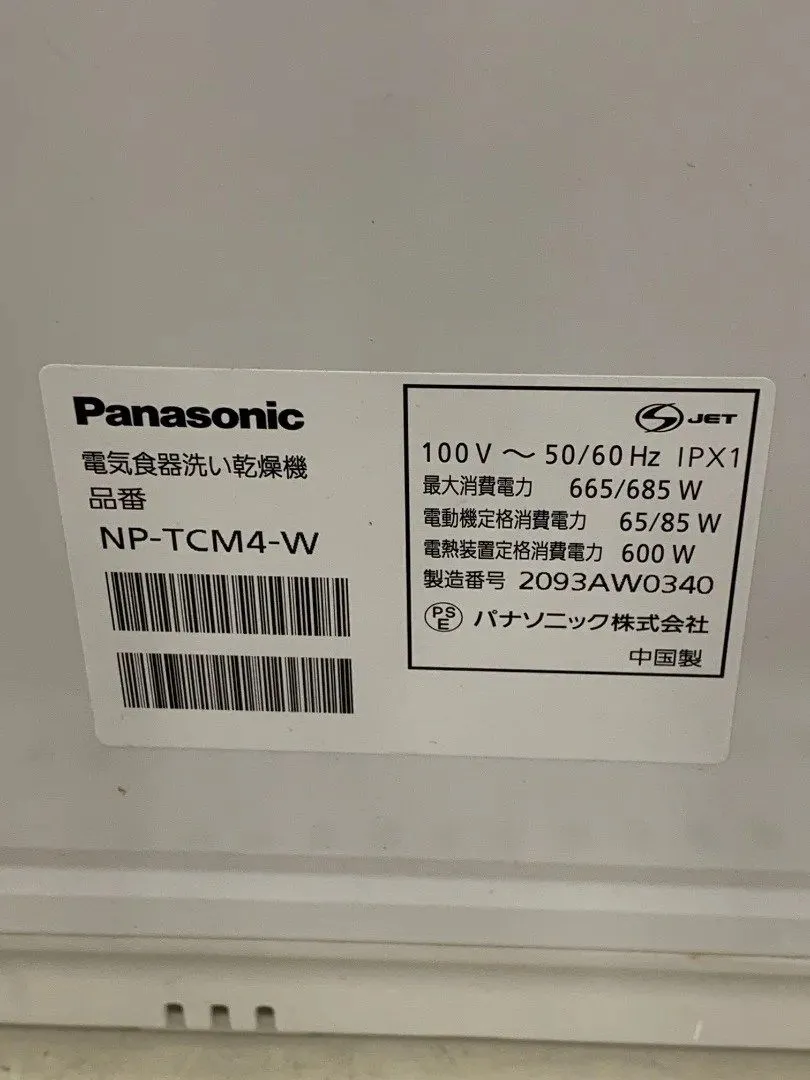 Panasonic
電気食器洗い乾燥機
品番
NP-TCM4-W
JET
100V ～ 50/60Hz IPX1
最大消費電力 665/685 W
電動機定格消費電力 65/85 W
電熱装置定格消費電力 600 W
製造番号 2093AW0340
PSE パナソニック株式会社
中国製